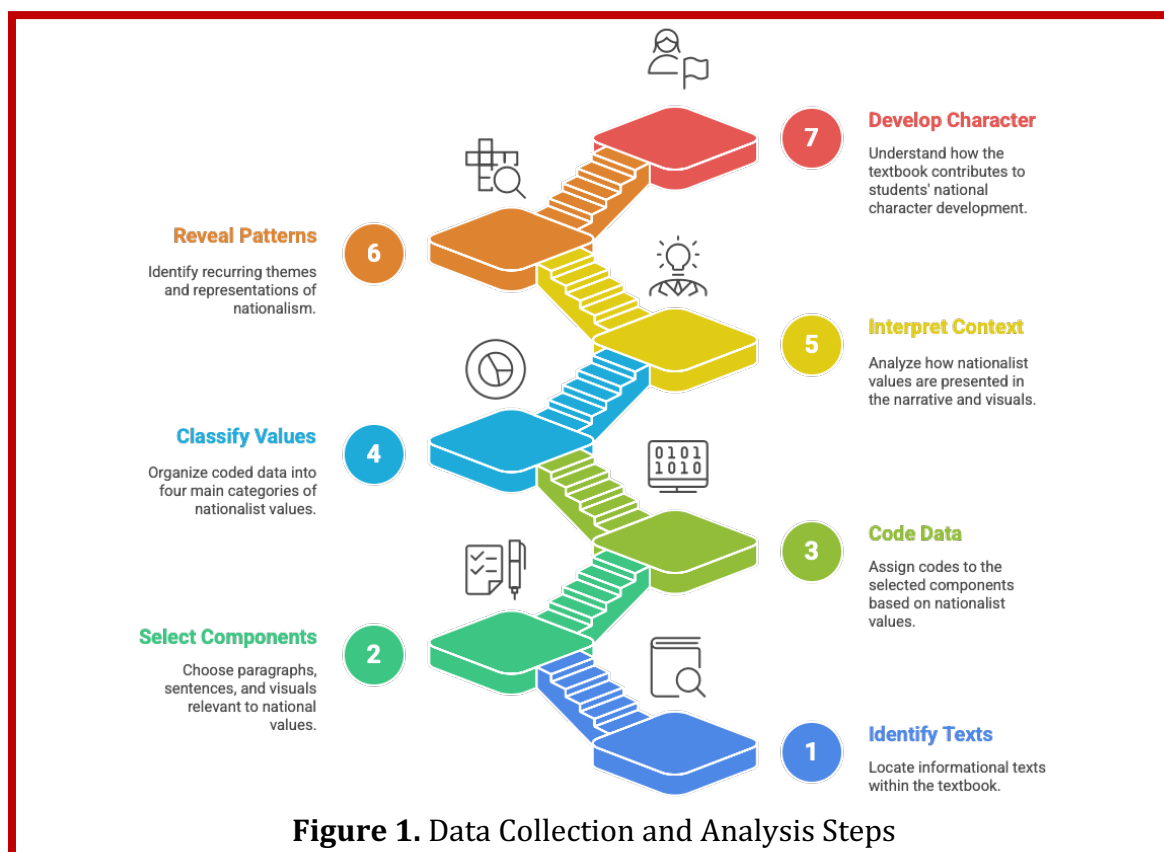 7
Develop Character
Understand how the
textbook contributes to
students' national
character development.
Reveal Patterns
6
Identify recurring themes
and representations of
nationalism.
5
Interpret Context
Analyze how nationalist
values are presented in
the narrative and visuals.
Classify Values
4
Organize coded data into
four main categories of
nationalist values.
0101
1010
3
Code Data
Assign codes to the
selected components
based on nationalist
values.
Select Components
2
Choose paragraphs,
sentences, and visuals
relevant to national
values.
1
Identify Texts
Locate informational texts
within the textbook.
Figure 1. Data Collection and Analysis Steps